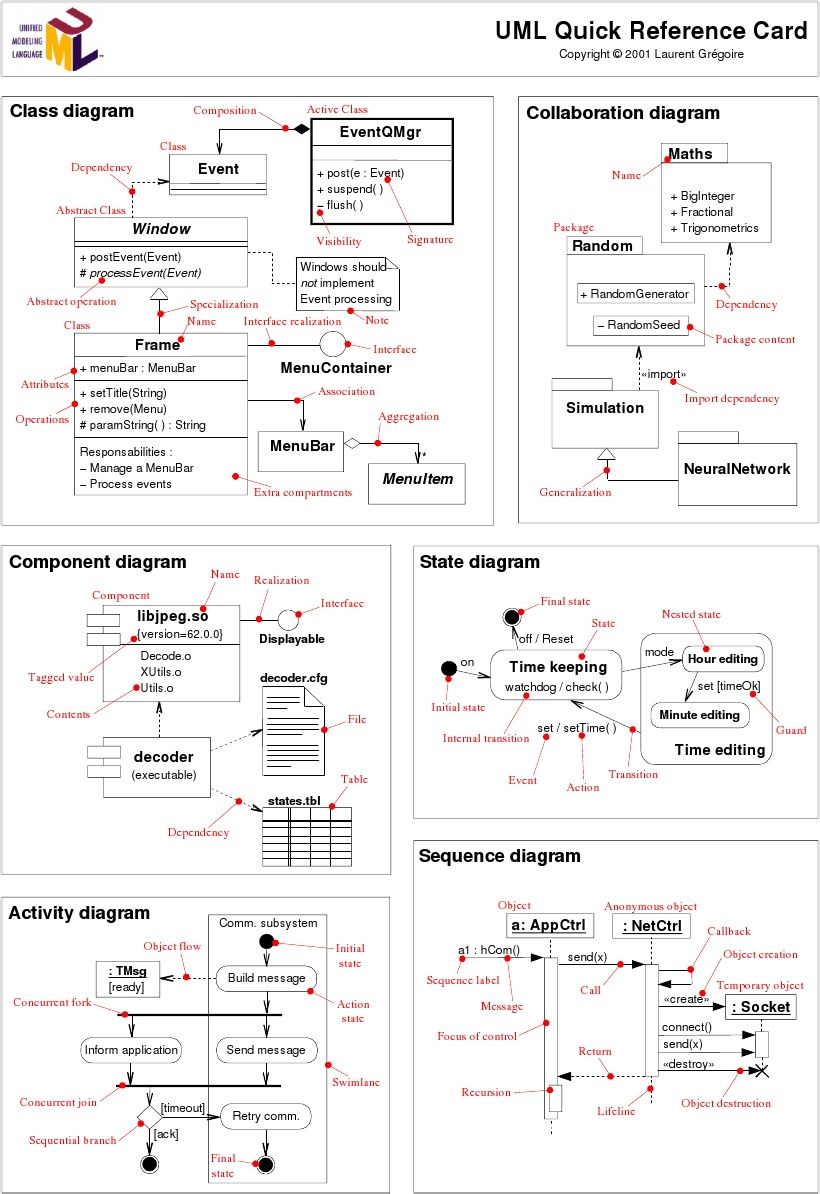 UML Quick Reference Card
Copyright © 2001 Laurent Grégoire
UNIFIED
MODELING
LANGUAGE
UML
Class diagram
Composition
Active Class
EventQMgr
+ post(e : Event)
+ suspend( )
– flush( )
Visibility
Signature
Class
Event
Dependency
Abstract Class
Window
+ postEvent(Event)
# processEvent(Event)
Abstract operation
Windows should
not implement
Event processing
Note
Specialization
Class
Name
Interface realization
Frame
Interface
MenuContainer
+ menuBar : MenuBar
Attributes
Operations
+ setTitle(String)
+ remove(Menu)
# paramString( ) : String
Association
Aggregation
MenuBar
*
MenuItem
Responsabilities :
– Manage a MenuBar
– Process events
Extra compartments
Collaboration diagram
Maths
Name
+ BigInteger
+ Fractional
+ Trigonometrics
Package
Random
+ RandomGenerator
– RandomSeed
Dependency
Package content
«import»
Import dependency
Simulation
NeuralNetwork
Generalization
Component diagram
Component
Name
Realization
Interface
libjpeg.so
{version=62.0.0}
Displayable
Decode.o
XUtils.o
Utils.o
Tagged value
Contents
decoder.cfg
File
decoder
(executable)
Table
states.tbl
Dependency
State diagram
Final state
off / Reset
State
Nested state
on
Time keeping
watchdog / check( )
mode
Hour editing
set [timeOk]
Minute editing
Initial state
Internal transition
set / setTime( )
Guard
Time editing
Event
Action
Transition
Activity diagram
Comm. subsystem
Object flow
Initial
state
: TMsg
[ready]
Build message
Concurrent fork
Action
state
Inform application
Send message
Swimlane
Concurrent join
[timeout]
Retry comm.
[ack]
Sequential branch
Final
state
Sequence diagram
Object
Anonymous object
a: AppCtrl
: NetCtrl
Callback
a1 : hCom()
send(x)
Object creation
Sequence label
Message
Call
«create»
Temporary object
: Socket
Focus of control
connect()
send(x)
Return
«destroy»
Recursion
Lifeline
Object destruction